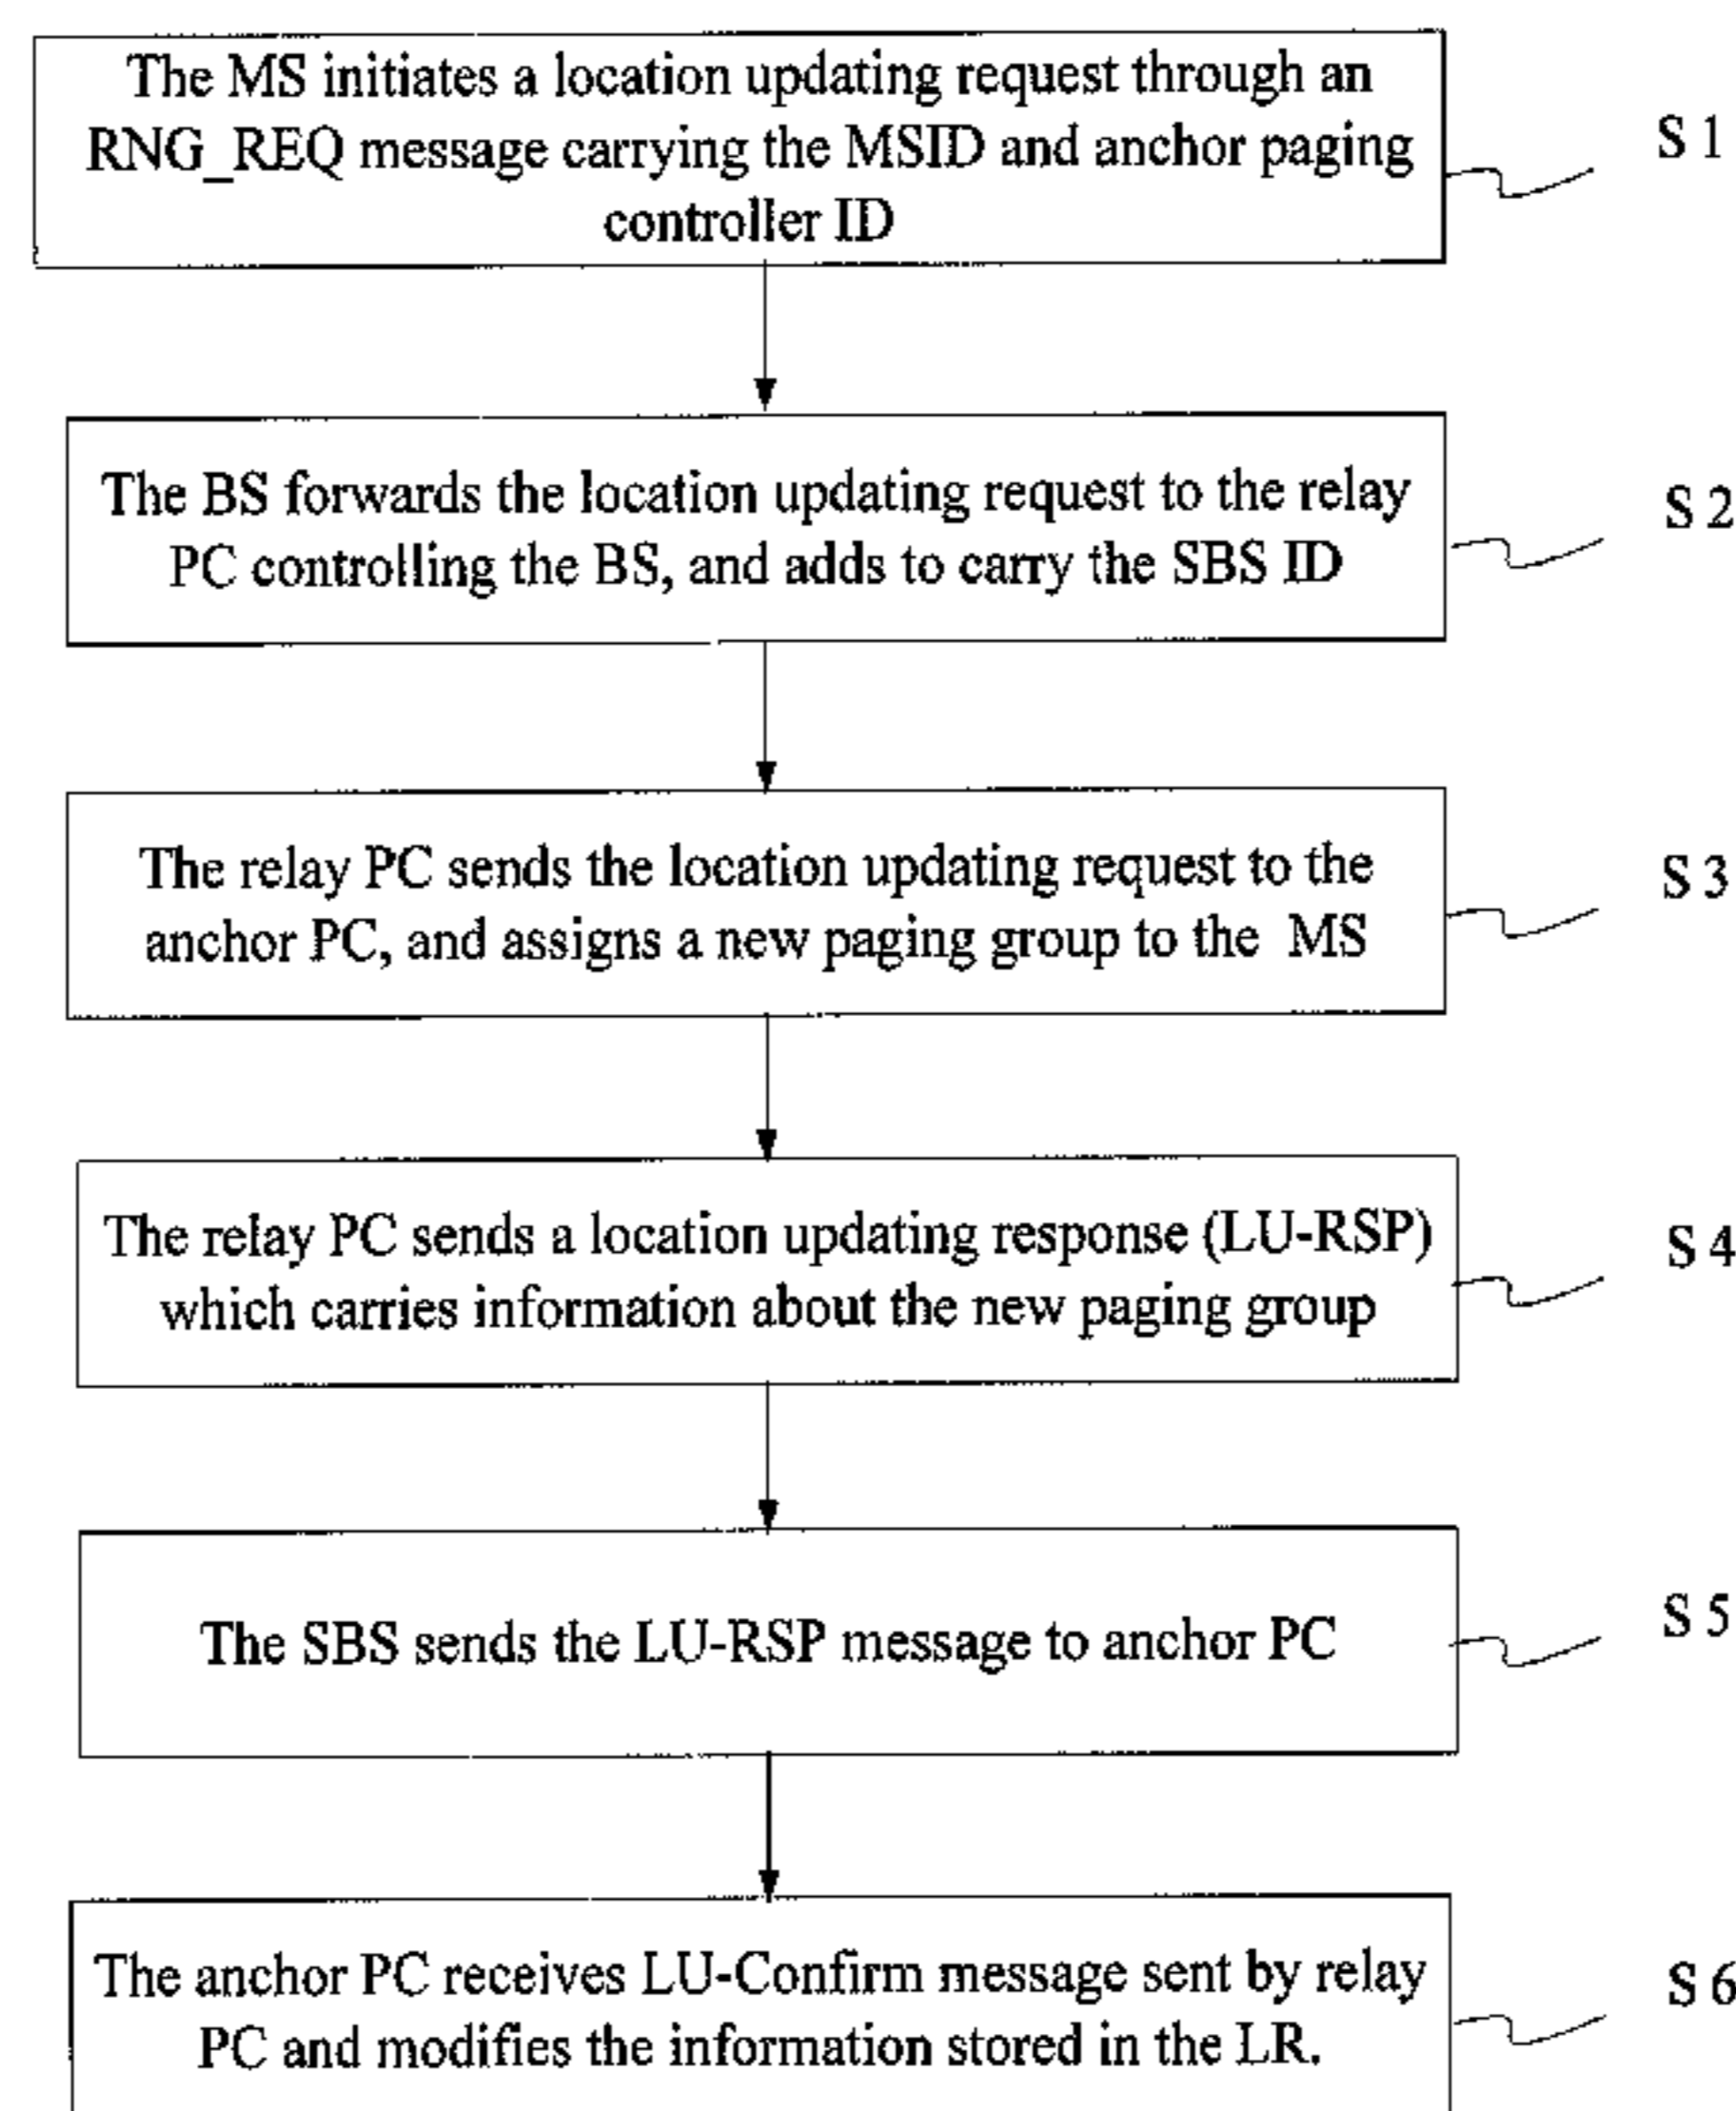 The MS initiates a location updating request through an
RNG_REQ message carrying the MSID and anchor paging
controller ID
S 1
The BS forwards the location updating request to the relay
PC controlling the BS, and adds to carry the SBS ID
S 2
The relay PC sends the location updating request to the
anchor PC, and assigns a new paging group to the MS
S 3
The relay PC sends a location updating response (LU-RSP)
which carries information about the new paging group
S 4
The SBS sends the LU-RSP message to anchor PC
S 5
The anchor PC receives LU-Confirm message sent by relay
PC and modifies the information stored in the LR.
S 6